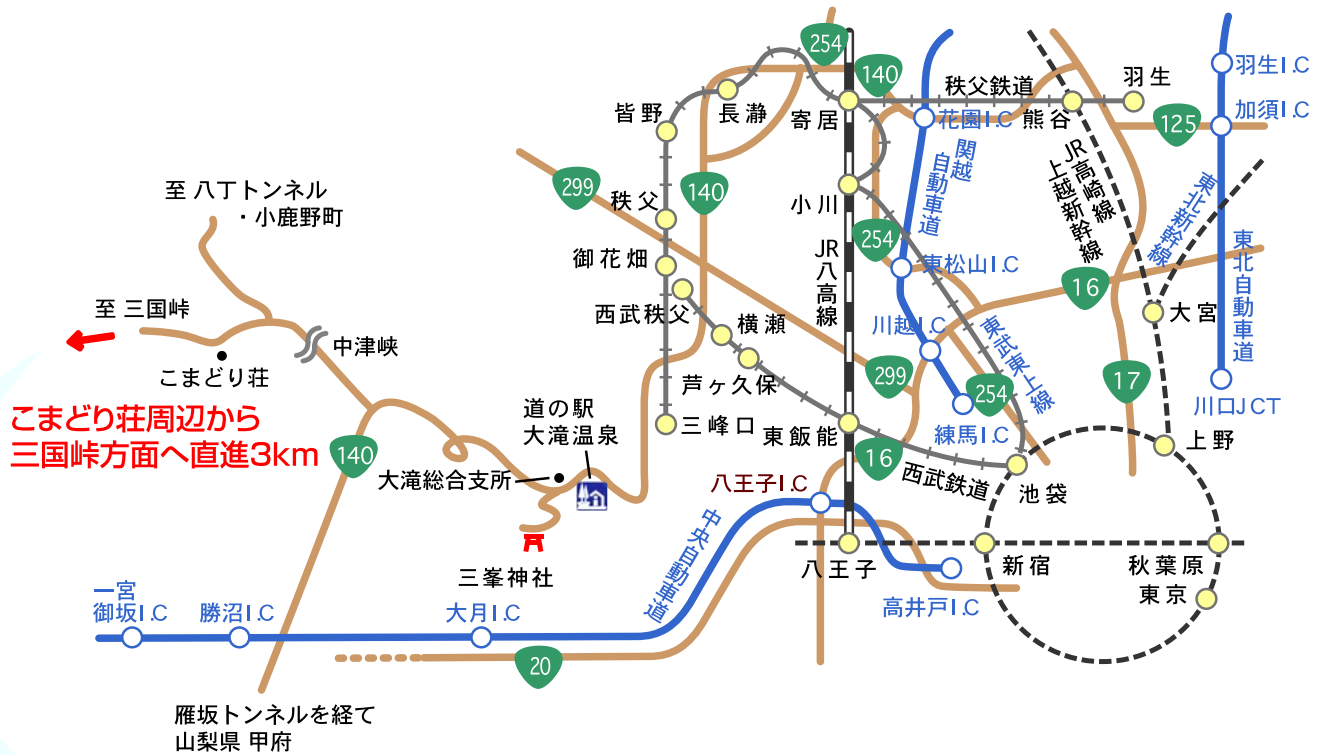 254
140
秩父鉄道
羽生
羽生I.C
皆野
長瀞
寄居
花園I.C
熊谷
125
加須I.C
関越
自動車道
JR高崎線
上越新幹線
東北新幹線
東北自動車道
299
140
至 八丁トンネル
・小鹿野町
秩父
小川
御花畑
254
東松山I.C
JR八高線
16
至 三国峠
西武秩父
横瀬
大宮
中津峡
川越I.C
東武東上線
こまどり荘
芦ヶ久保
299
254
17
川口JCT
こまどり荘周辺から
三国峠方面へ直進3km
道の駅
大滝温泉
三峰口
東飯能
練馬I.C
上野
140
大滝総合支所
16
西武鉄道
池袋
八王子I.C
中央自動車道
三峯神社
八王子
新宿
秋葉原
東京
高井戸I.C
一宮
御坂I.C
勝沼I.C
大月I.C
20
雁坂トンネルを経て
山梨県 甲府